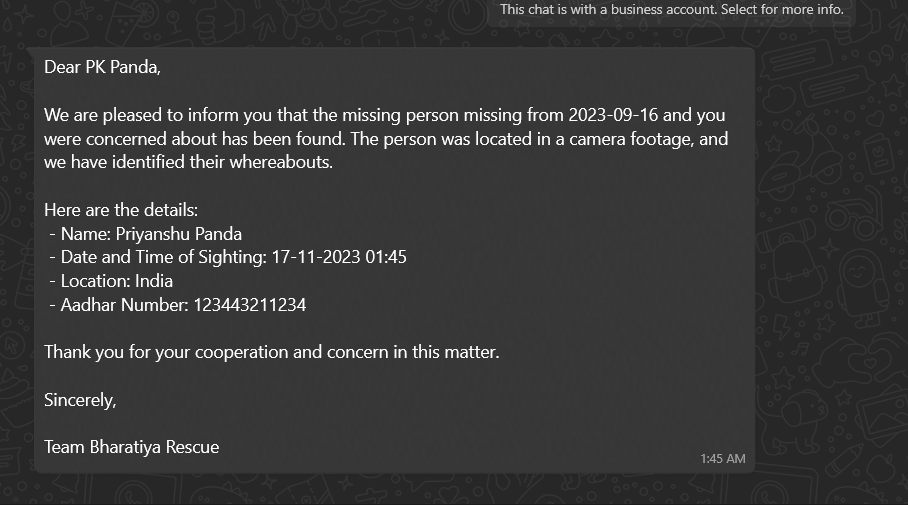 This chat is with a business account. Select for more info.
Dear PK Panda,
We are pleased to inform you that the missing person missing from 2023-09-16 and you
were concerned about has been found. The person was located in a camera footage, and
we have identified their whereabouts.
Here are the details:
- Name: Priyanshu Panda
- Date and Time of Sighting: 17-11-2023 01:45
- Location: India
- Aadhar Number: 123443211234
Thank you for your cooperation and concern in this matter.
Sincerely,
Team Bharatiya Rescue
1:45 AM